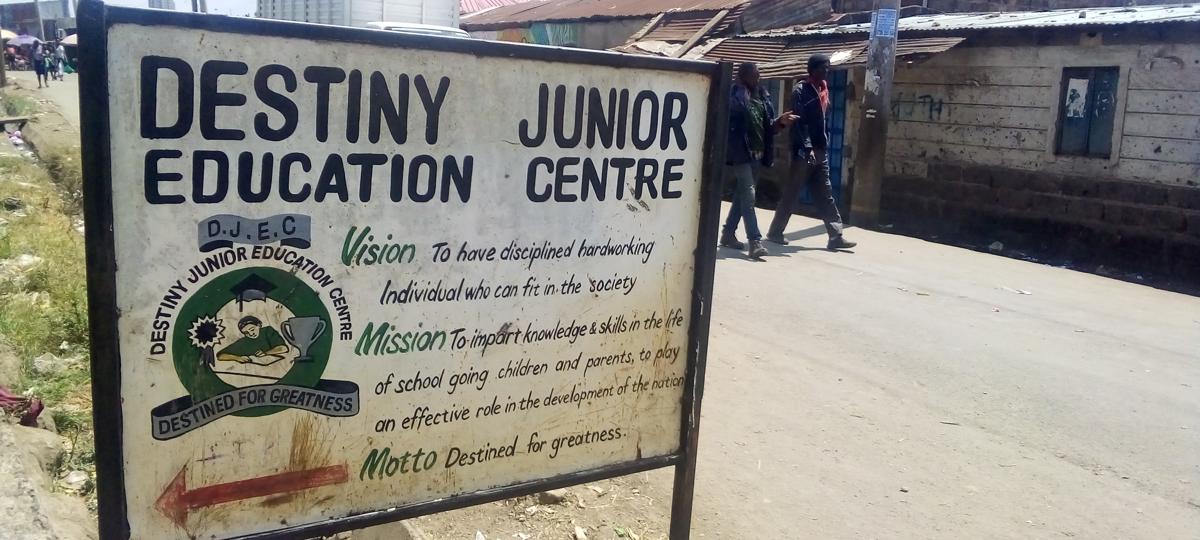 DESTINY JUNIOR
EDUCATION CENTRE
D.J.E.C
DESTINY JUNIOR EDUCATION CENTRE
DESTINED FOR GREATNESS
Vision To have disciplined hardworking
Individual who can fit in the society
Mission To impart knowledge & skills in the life
of school going children and parents, to play
an effective role in the development of the nation
Motto Destined for greatness.